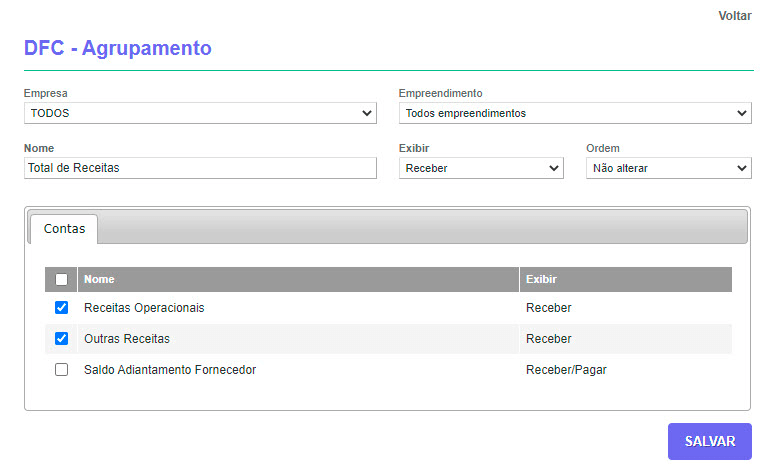 Voltar
DFC - Agrupamento
Empresa Empreendimento
TODOS Todos empreendimentos
Nome Exibir Ordem
Total de Receitas Receber Não alterar
Contas
Nome Exibir
Receitas Operacionais Receber
Outras Receitas Receber
Saldo Adiantamento Fornecedor Receber/Pagar
SALVAR